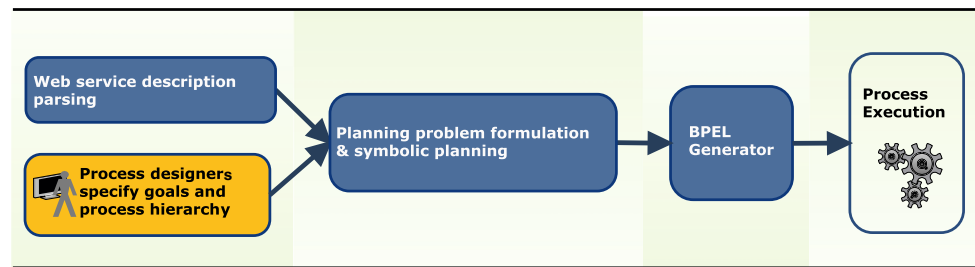 Web service description
parsing
Process designers
specify goals and
process hierarchy
Planning problem formulation
& symbolic planning
BPEL
Generator
Process
Execution